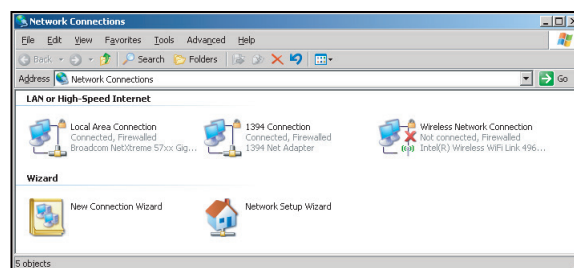 Network Connections
File Edit View Favorites Tools Advanced Help
Back Search Folders
Address Network Connections Go
LAN or High-Speed Internet
Local Area Connection
Connected, Firewalled
Broadcom NetXtreme 57xx Gig...
1394 Connection
Connected, Firewalled
1394 Net Adapter
Wireless Network Connection
Not connected, Firewalled
Intel(R) Wireless WiFi Link 496...
Wizard
New Connection Wizard
Network Setup Wizard
5 objects